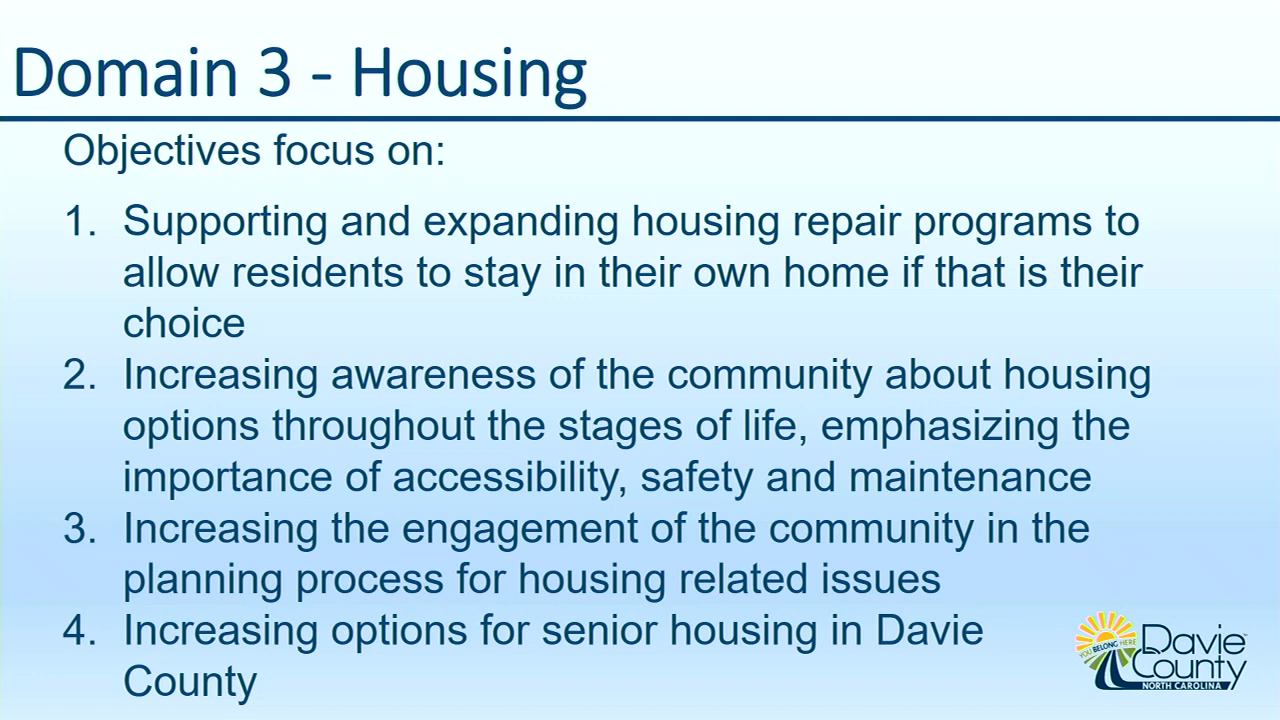 Domain 3 - Housing
Objectives focus on:
1. Supporting and expanding housing repair programs to
allow residents to stay in their own home if that is their
choice
2. Increasing awareness of the community about housing
options throughout the stages of life, emphasizing the
importance of accessibility, safety and maintenance
3. Increasing the engagement of the community in the
planning process for housing related issues
4. Increasing options for senior housing in Davie
County
YOU BELONG HERE
Davie
County
NORTH CAROLINA